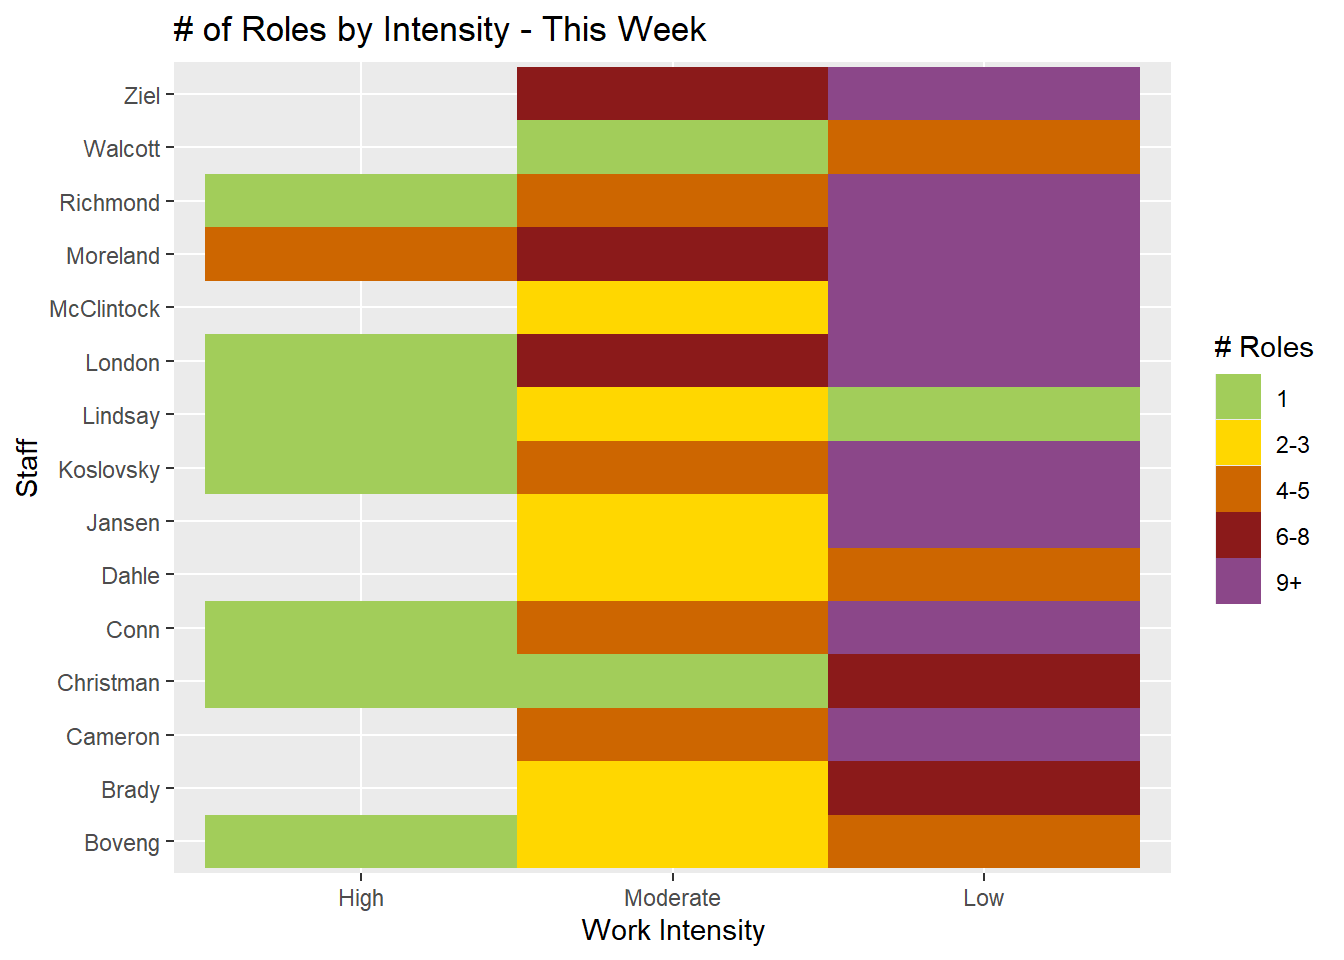 # of Roles by Intensity - This Week
Staff
Ziel
Walcott
Richmond
Moreland
McClintock
London
Lindsay
Koslovsky
Jansen
Dahle
Conn
Christman
Cameron
Brady
Boveng
High Moderate Low
Work Intensity
# Roles
1
2-3
4-5
6-8
9+